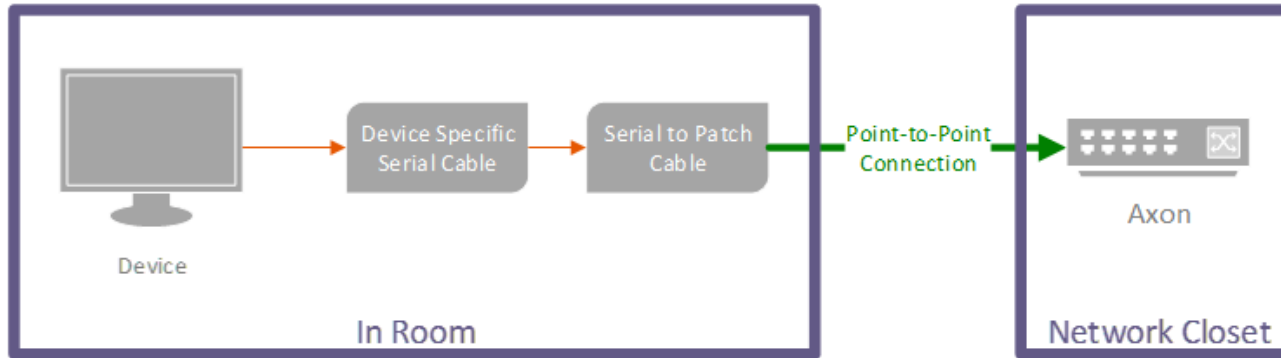 Device Specific
Serial Cable
Serial to Patch
Cable
Point-to-Point
Connection
Axon
Device
In Room
Network Closet